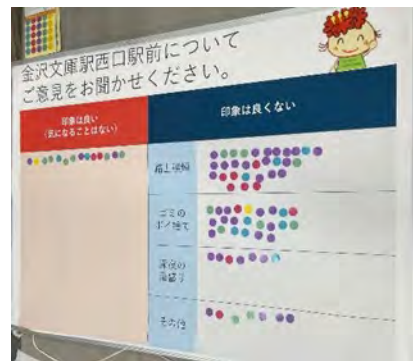 金沢文庫駅西口駅前について
ご意見をお聞かせください。
印象は良い
(気になることはない)
印象は良くない
路上喫煙
ゴミの
ポイ捨て
深夜の
その他